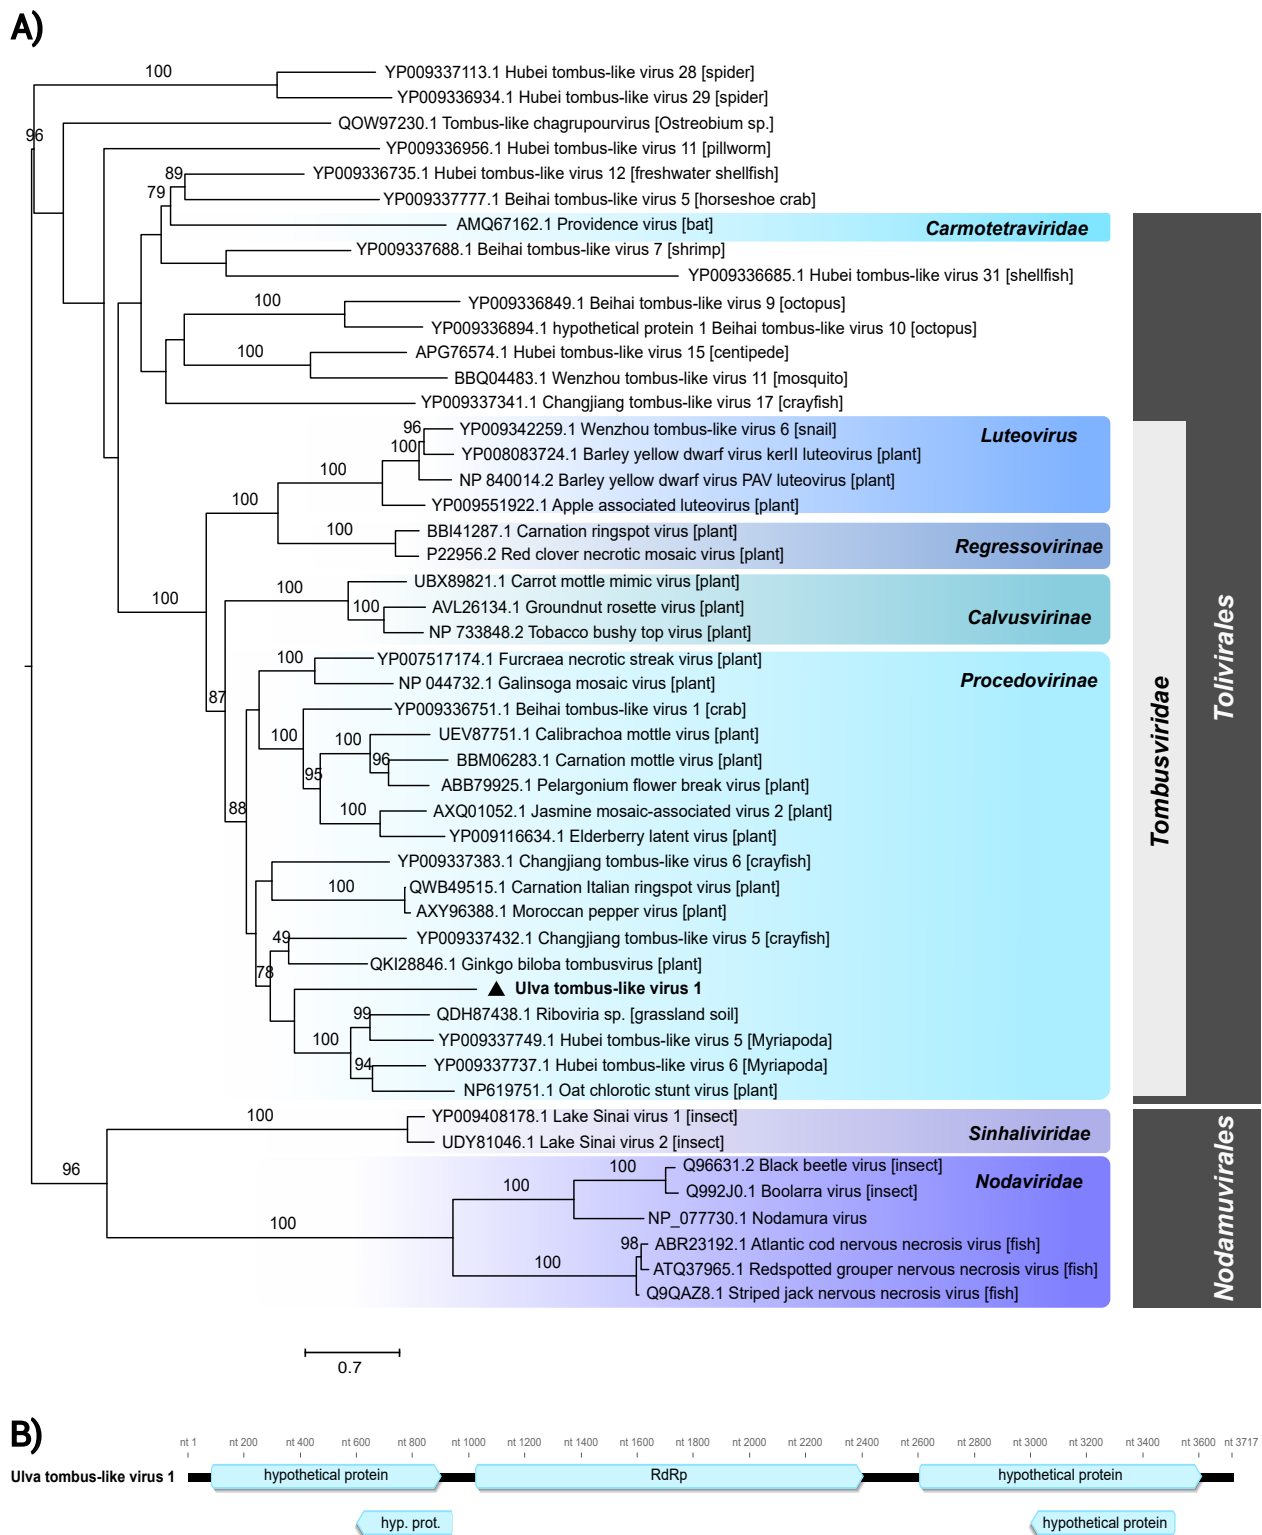 A)
100
YP009337113.1 Hubei tombus-like virus 28 [spider]
YP009336934.1 Hubei tombus-like virus 29 [spider]
96
QOW97230.1 Tombus-like chagrupourvirus [Ostreobium sp.]
YP009336956.1 Hubei tombus-like virus 11 [pillworm]
89
YP009336735.1 Hubei tombus-like virus 12 [freshwater shellfish]
79
YP009337777.1 Beihai tombus-like virus 5 [horseshoe crab]
AMQ67162.1 Providence virus [bat]
Carmotetraviridae
YP009337688.1 Beihai tombus-like virus 7 [shrimp]
YP009336685.1 Hubei tombus-like virus 31 [shellfish]
100
YP009336849.1 Beihai tombus-like virus 9 [octopus]
YP009336894.1 hypothetical protein 1 Beihai tombus-like virus 10 [octopus]
100
APG76574.1 Hubei tombus-like virus 15 [centipede]
BBQ04483.1 Wenzhou tombus-like virus 11 [mosquito]
YP009337341.1 Changjiang tombus-like virus 17 [crayfish]
96
YP009342259.1 Wenzhou tombus-like virus 6 [snail]
Luteovirus
100
YP008083724.1 Barley yellow dwarf virus kerII luteovirus [plant]
100
NP 840014.2 Barley yellow dwarf virus PAV luteovirus [plant]
100
YP009551922.1 Apple associated luteovirus [plant]
100
BBI41287.1 Carnation ringspot virus [plant]
P22956.2 Red clover necrotic mosaic virus [plant]
Regressovirinae
100
UBX89821.1 Carrot mottle mimic virus [plant]
100
100
AVL26134.1 Groundnut rosette virus [plant]
Calvusvirinae
NP 733848.2 Tobacco bushy top virus [plant]
100
YP007517174.1 Furcraea necrotic streak virus [plant]
NP 044732.1 Galinsoga mosaic virus [plant]
Procedovirinae
87
YP009336751.1 Beihai tombus-like virus 1 [crab]
100
100
UEV87751.1 Calibrachoa mottle virus [plant]
96
BBM06283.1 Carnation mottle virus [plant]
95
ABB79925.1 Pelargonium flower break virus [plant]
88
100
AXQ01052.1 Jasmine mosaic-associated virus 2 [plant]
YP009116634.1 Elderberry latent virus [plant]
YP009337383.1 Changjiang tombus-like virus 6 [crayfish]
100
QWB49515.1 Carnation Italian ringspot virus [plant]
AXY96388.1 Moroccan pepper virus [plant]
49
YP009337432.1 Changjiang tombus-like virus 5 [crayfish]
78
QKI28846.1 Ginkgo biloba tombusvirus [plant]
Ulva tombus-like virus 1
99
QDH87438.1 Riboviria sp. [grassland soil]
100
YP009337749.1 Hubei tombus-like virus 5 [Myriapoda]
94
YP009337737.1 Hubei tombus-like virus 6 [Myriapoda]
NP619751.1 Oat chlorotic stunt virus [plant]
Tombusviridae
Tolivirales
100
YP009408178.1 Lake Sinai virus 1 [insect]
UDY81046.1 Lake Sinai virus 2 [insect]
Sinhaliviridae
96
100
Q96631.2 Black beetle virus [insect]
100
Q992J0.1 Boolarra virus [insect]
Nodaviridae
100
NP_077730.1 Nodamura virus
98
ABR23192.1 Atlantic cod nervous necrosis virus [fish]
100
ATQ37965.1 Redspotted grouper nervous necrosis virus [fish]
Q9QAZ8.1 Striped jack nervous necrosis virus [fish]
Nodamuvirales
0.7
B)
nt 1 nt 200 nt 400 nt 600 nt 800 nt 1000 nt 1200 nt 1400 nt 1600 nt 1800 nt 2000 nt 2200 nt 2400 nt 2600 nt 2800 nt 3000 nt 3200 nt 3400 nt 3600 nt 3717
Ulva tombus-like virus 1 hypothetical protein RdRp hypothetical protein
hyp. prot. hypothetical protein